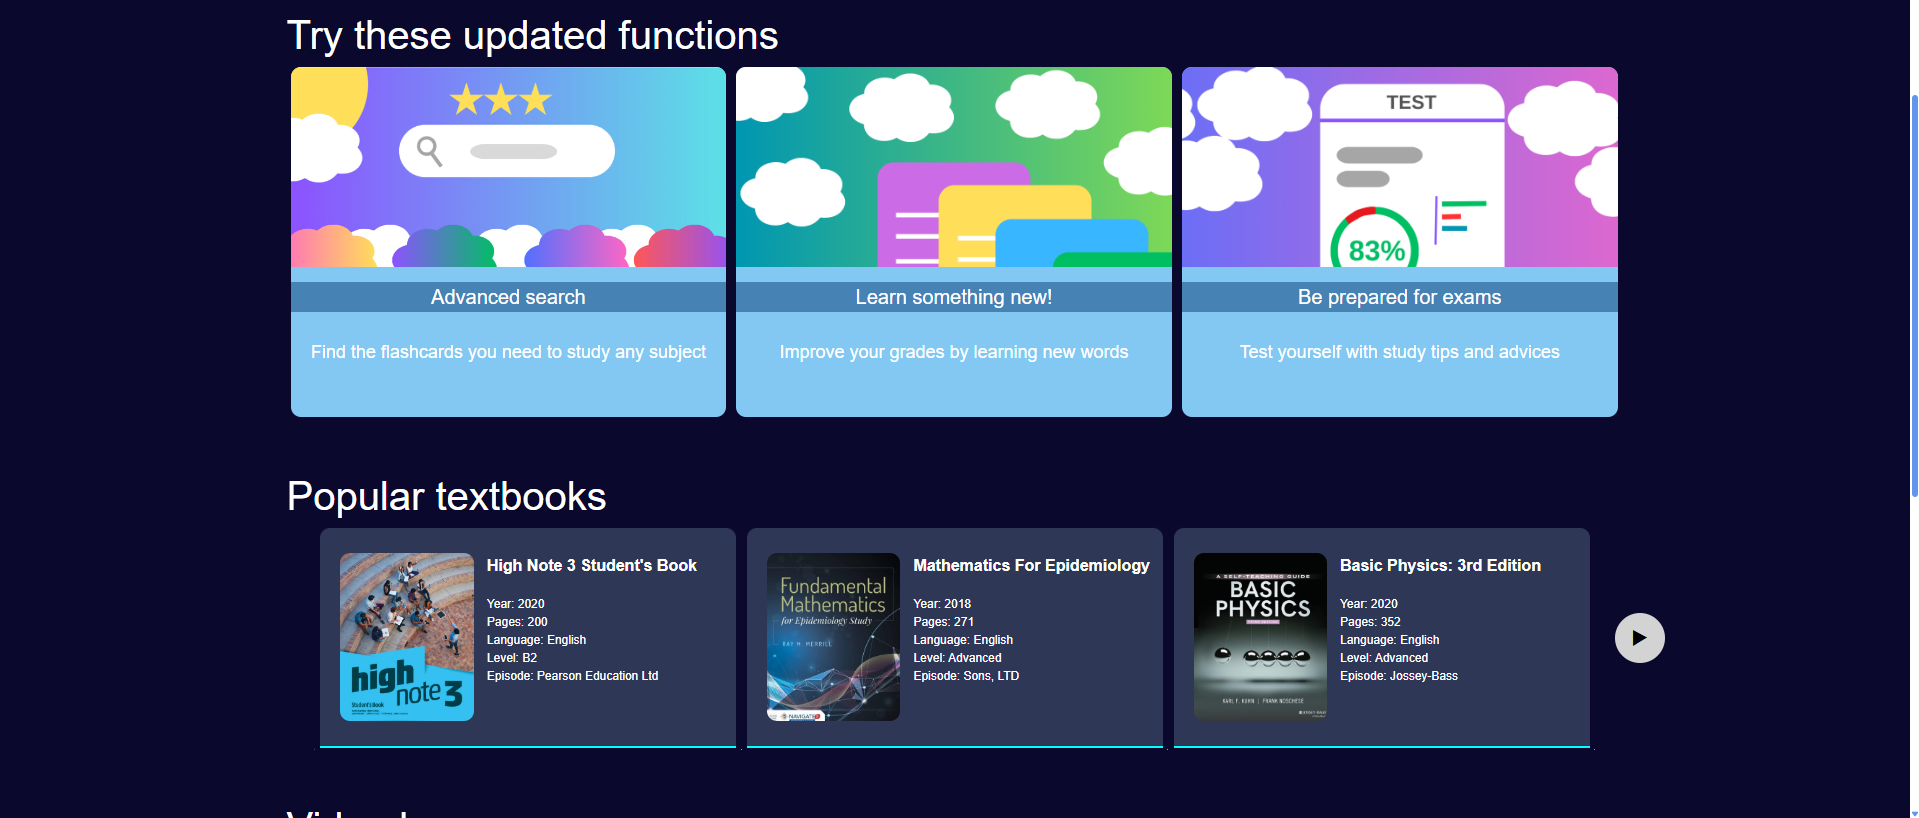 Try these updated functions
TEST
83%
Advanced search
Learn something new!
Be prepared for exams
Find the flashcards you need to study any subject
Improve your grades by learning new words
Test yourself with study tips and advices
Popular textbooks
high
note 3
Student's Book
High Note 3 Student's Book
Year: 2020
Pages: 200
Language: English
Level: B2
Episode: Pearson Education Ltd
Fundamental
Mathematics
for Epidemiology Study
RAY M. MERRILL
NAVIGATE
Mathematics For Epidemiology
Year: 2018
Pages: 271
Language: English
Level: Advanced
Episode: Sons, LTD
A SELF-TEACHING GUIDE
BASIC
PHYSICS
KARL F. KUHN | FRANK NOSCHESE
Basic Physics: 3rd Edition
Year: 2020
Pages: 352
Language: English
Level: Advanced
Episode: Jossey-Bass